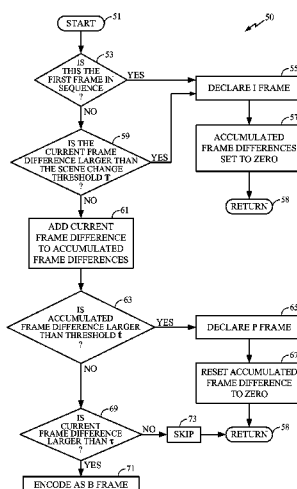 START
51
50
53
IS
THIS THE
FIRST FRAME IN
SEQUENCE
?
YES
55
DECLARE I FRAME
NO
59
IS THE
CURRENT FRAME
DIFFERENCE LARGER THAN
THE SCENE CHANGE
THRESHOLD T
?
YES
57
ACCUMULATED
FRAME DIFFERENCES
SET TO ZERO
RETURN
58
NO
61
ADD CURRENT
FRAME DIFFERENCE
TO ACCUMULATED
FRAME DIFFERENCES
63
IS
ACCUMULATED
FRAME DIFFERENCE LARGER
THAN THRESHOLD t
?
YES
65
DECLARE P FRAME
67
RESET ACCUMULATED
FRAME DIFFERENCE
TO ZERO
NO
69
IS
CURRENT
FRAME DIFFERENCE
LARGER THAN τ
?
NO
73
SKIP
RETURN
58
YES
71
ENCODE AS B FRAME